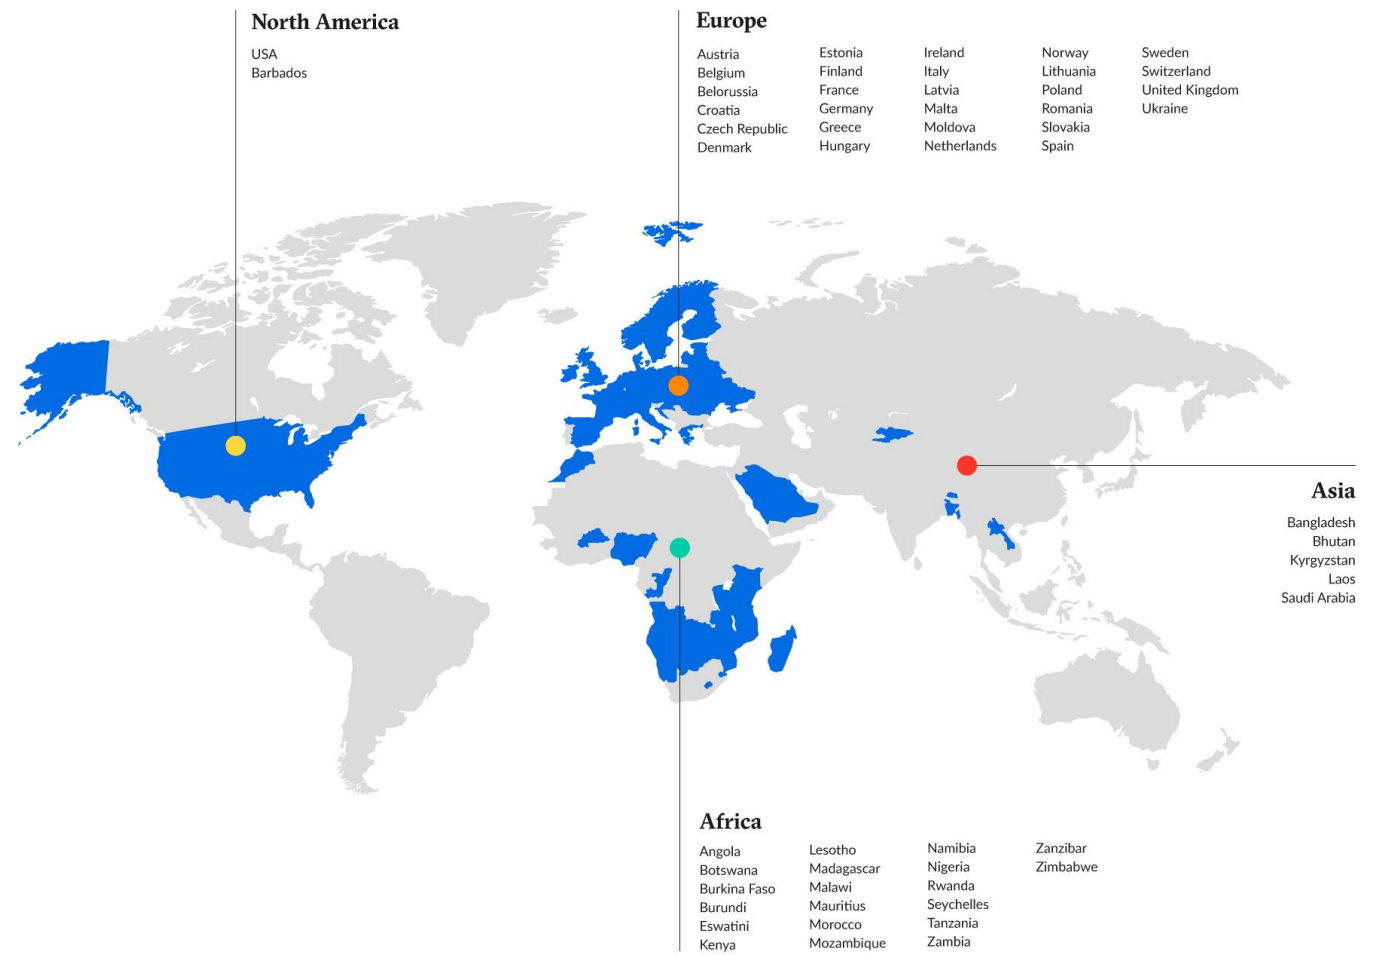 North America
USA
Barbados
Europe
Austria
Belgium
Belorussia
Croatia
Czech Republic
Denmark
Estonia
Finland
France
Germany
Greece
Hungary
Ireland
Italy
Latvia
Malta
Moldova
Netherlands
Norway
Lithuania
Poland
Romania
Slovakia
Spain
Sweden
Switzerland
United Kingdom
Ukraine
Asia
Bangladesh
Bhutan
Kyrgyzstan
Laos
Saudi Arabia
Africa
Angola
Botswana
Burkina Faso
Burundi
Eswatini
Kenya
Lesotho
Madagascar
Malawi
Mauritius
Morocco
Mozambique
Namibia
Nigeria
Rwanda
Seychelles
Tanzania
Zambia
Zanzibar
Zimbabwe